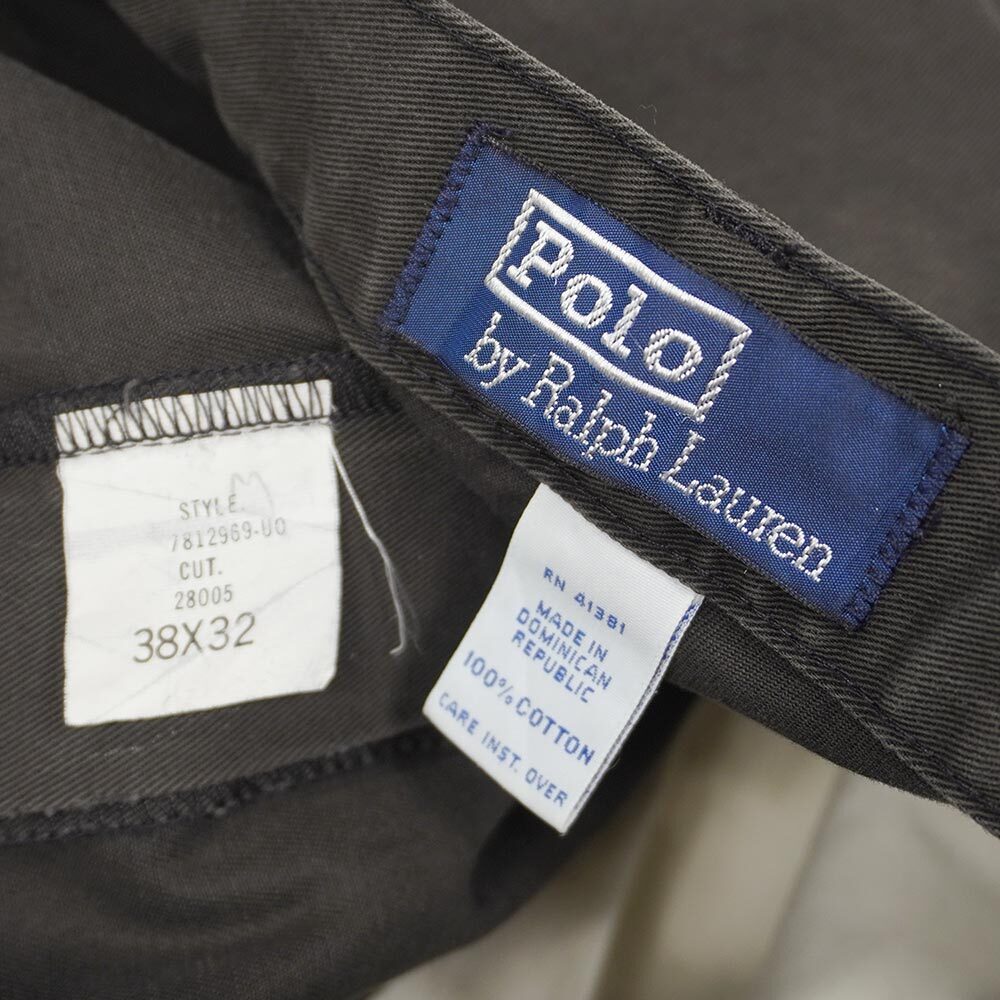 Polo
by Ralph Lauren
STYLE.
7812969-U0
CUT.
28005
38X32
RN 41381
MADE IN
DOMINICAN
REPUBLIC
100% COTTON
CARE INST. OVER